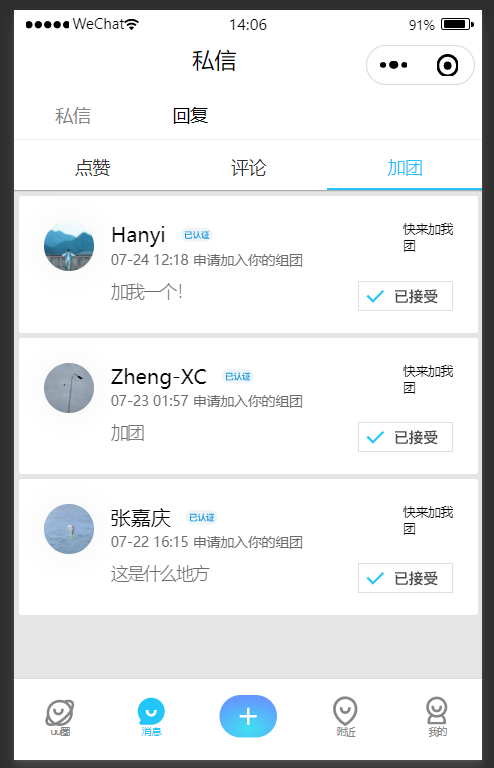 WeChat 14:06 91%
私信
私信 回复
点赞 评论 加团
Hanyi 已认证
快来加我
团
07-24 12:18 申请加入你的组团
加我一个!
已接受
Zheng-XC 已认证
快来加我
团
07-23 01:57 申请加入你的组团
加团
已接受
张嘉庆 已认证
快来加我
团
07-22 16:15 申请加入你的组团
这是什么地方
已接受
uu圈 消息 附近 我的